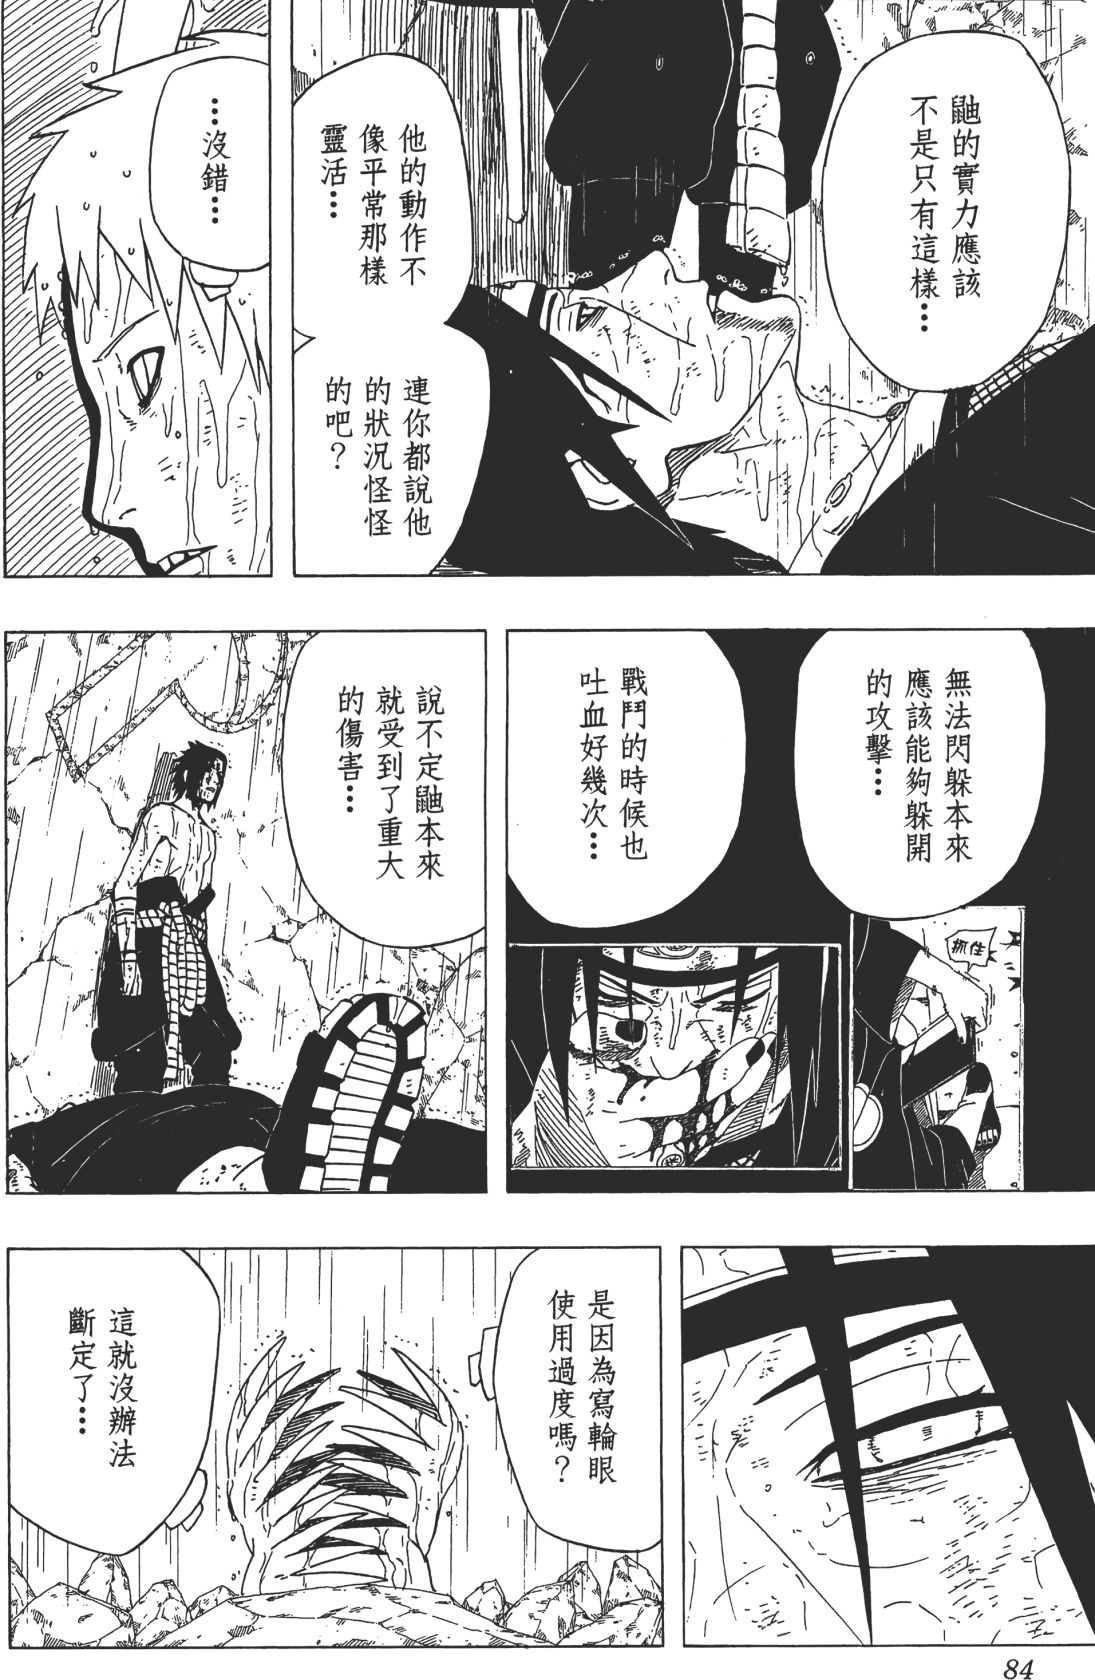 鼬的實力應該
不是只有這樣…
他的動作不
像平常那樣
靈活…
連你都說他
的狀況怪怪
的吧？
…沒錯…
無法閃躲本來
應該能夠躲開
的攻擊…
抓住
戰鬥的時候也
吐血好幾次…
說不定鼬本來
就受到了重大
的傷害…
是因為寫輪眼
使用過度嗎？
這就沒辦法
斷定了…
84